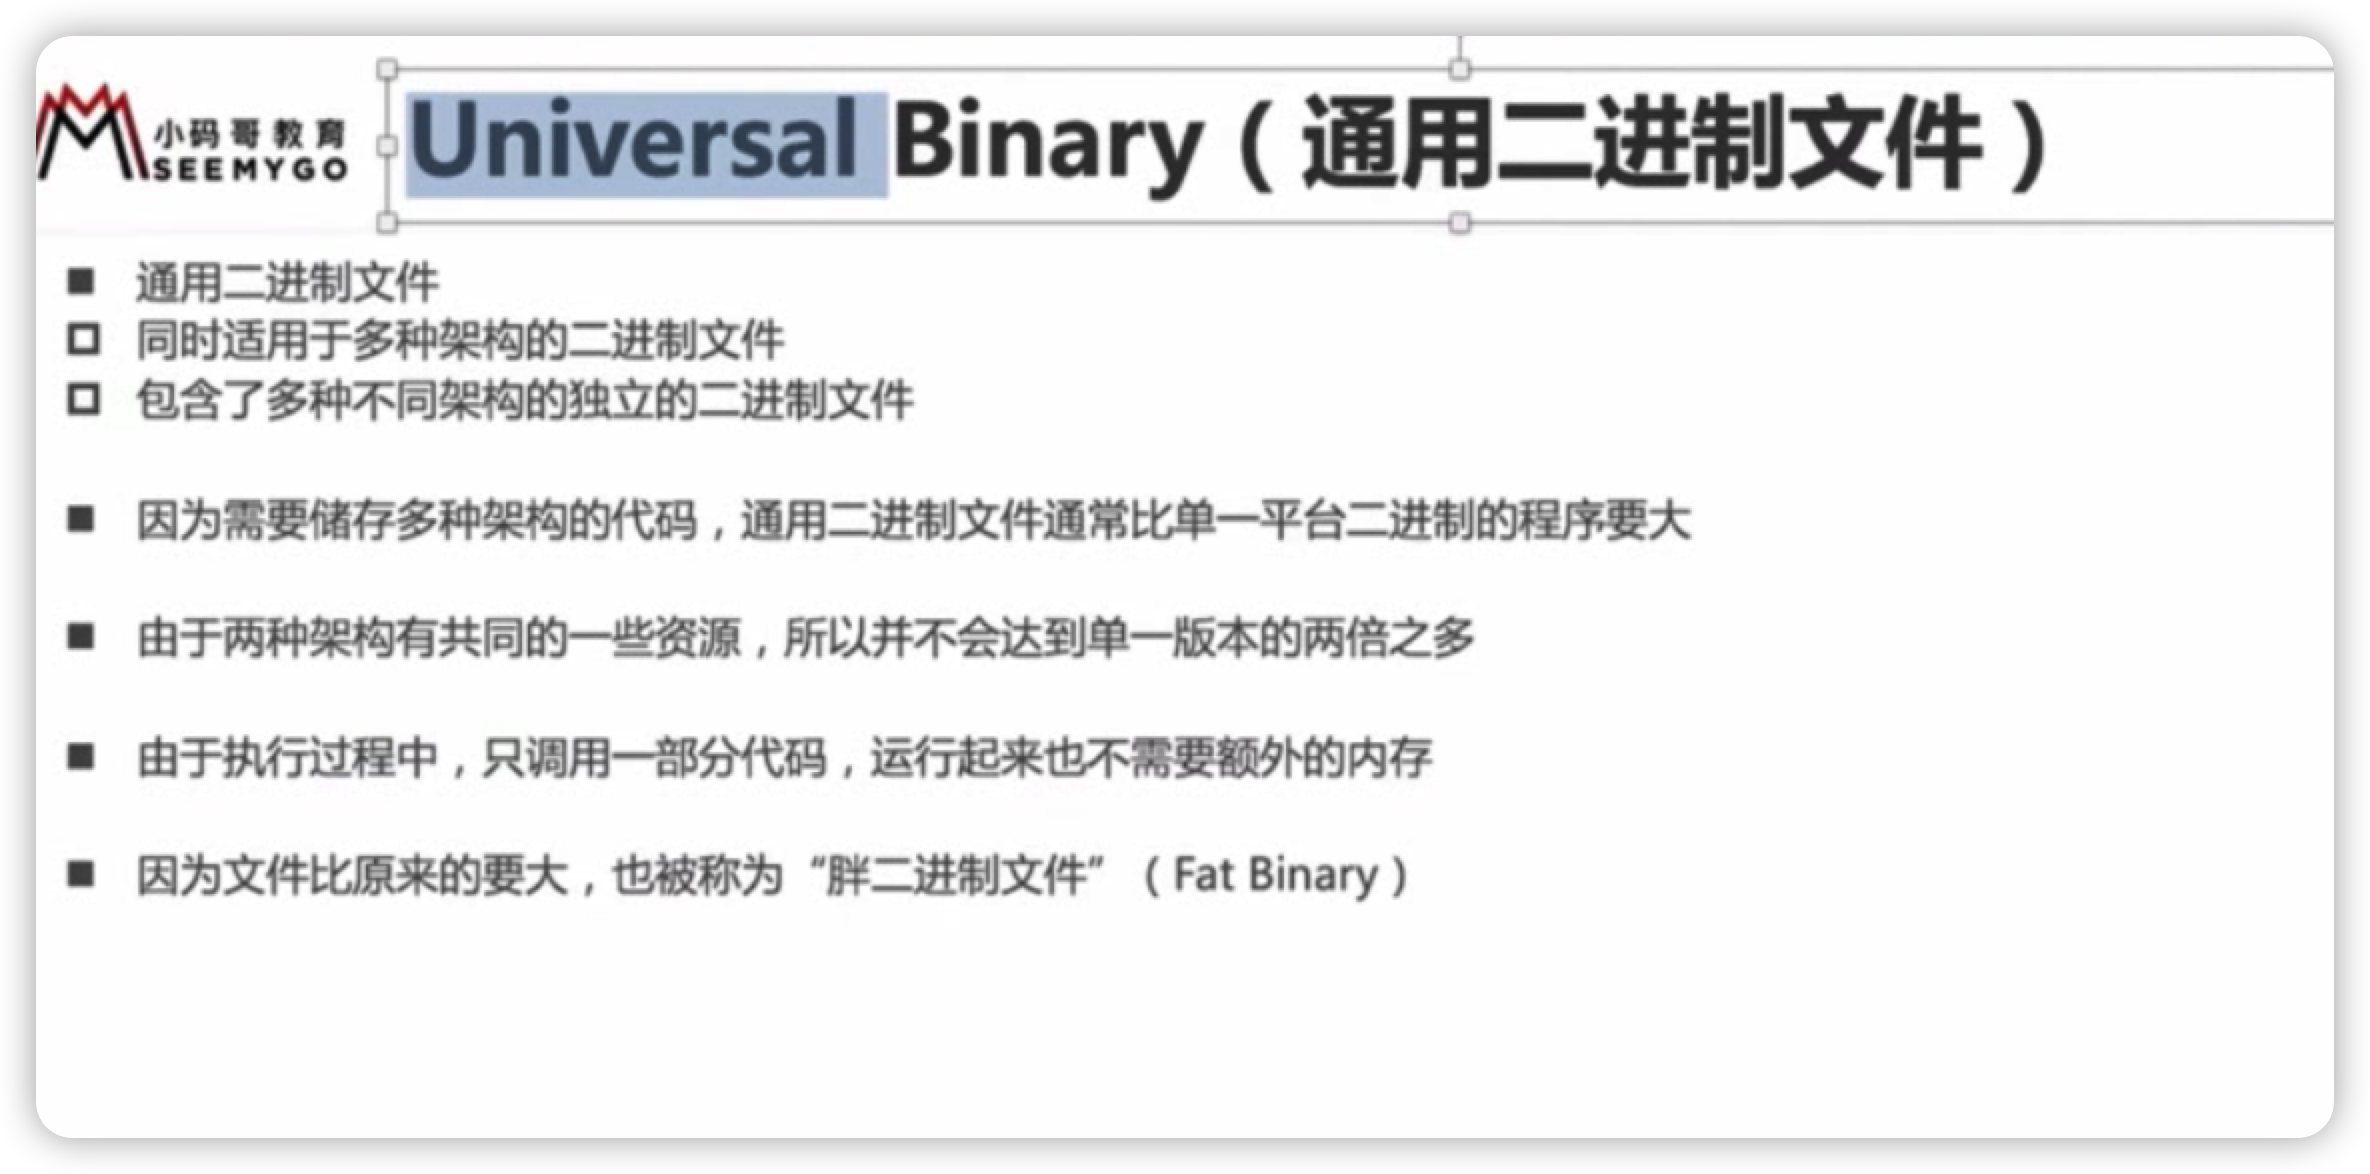 小码哥教育
SEEMYGO
Universal Binary（通用二进制文件）
通用二进制文件
同时适用于多种架构的二进制文件
包含了多种不同架构的独立的二进制文件
因为需要储存多种架构的代码，通用二进制文件通常比单一平台二进制的程序要大
由于两种架构有共同的一些资源，所以并不会达到单一版本的两倍之多
由于执行过程中，只调用一部分代码，运行起来也不需要额外的内存
因为文件比原来的要大，也被称为“胖二进制文件”（Fat Binary）